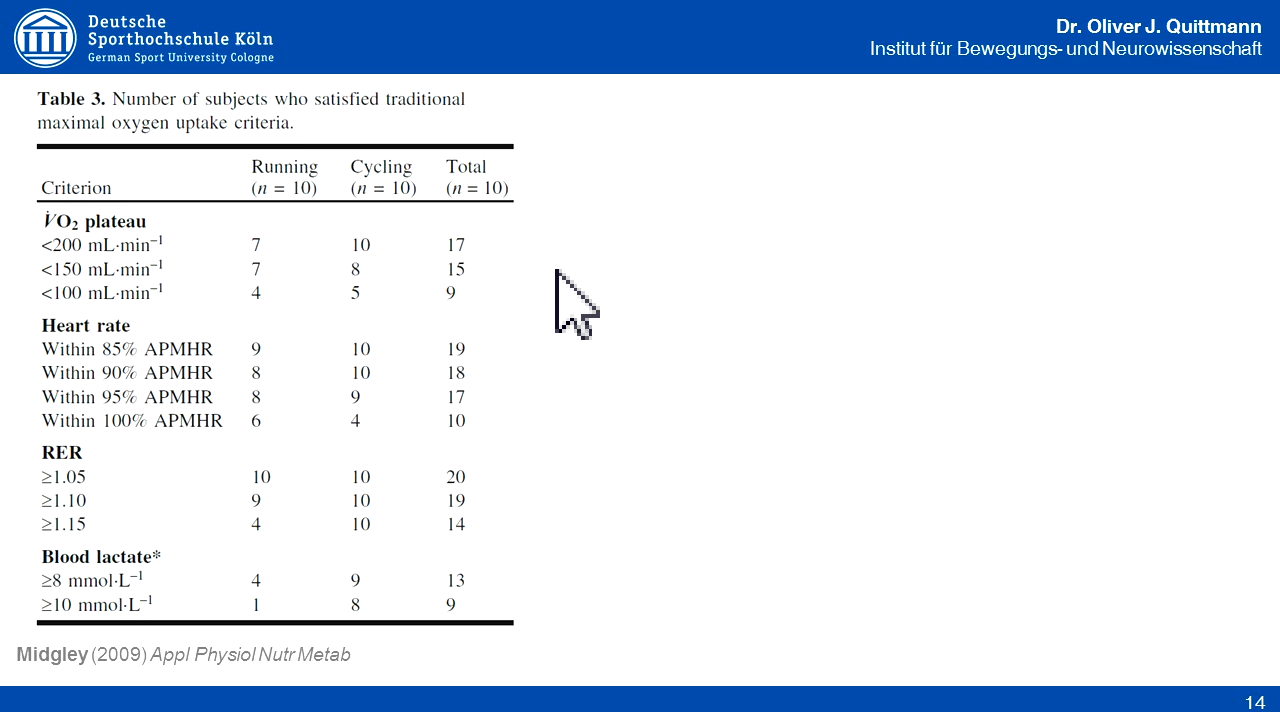 Deutsche
Sporthochschule Köln
German Sport University Cologne
Dr. Oliver J. Quittmann
Institut für Bewegungs- und Neurowissenschaft
Table 3. Number of subjects who satisfied traditional
maximal oxygen uptake criteria.
Criterion Running (n = 10) Cycling (n = 10) Total (n = 10)
V̇O₂ plateau
<200 mL·min⁻¹ 7 10 17
<150 mL·min⁻¹ 7 8 15
<100 mL·min⁻¹ 4 5 9
Heart rate
Within 85% APMHR 9 10 19
Within 90% APMHR 8 10 18
Within 95% APMHR 8 9 17
Within 100% APMHR 6 4 10
RER
≥1.05 10 10 20
≥1.10 9 10 19
≥1.15 4 10 14
Blood lactate*
≥8 mmol·L⁻¹ 4 9 13
≥10 mmol·L⁻¹ 1 8 9
Midgley (2009) Appl Physiol Nutr Metab
14